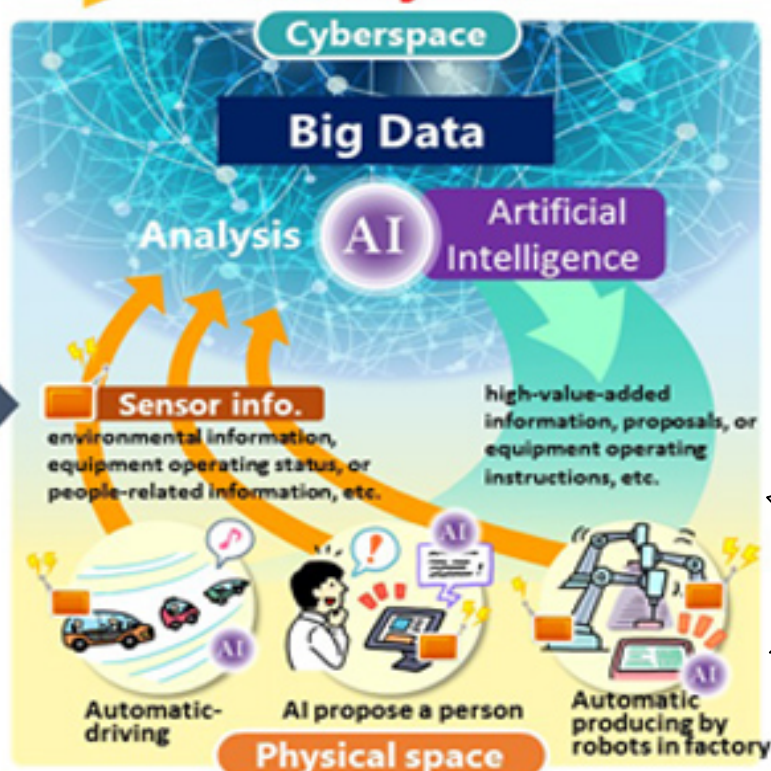 Cyberspace
Big Data
Analysis
AI
Artificial
Intelligence
Sensor info.
environmental information,
equipment operating status, or
people-related information, etc.
high-value-added
information, proposals, or
equipment operating
instructions, etc.
AI
!
!
AI
AI
Automatic-
driving
AI propose a person
Automatic
producing by
robots in factory
Physical space